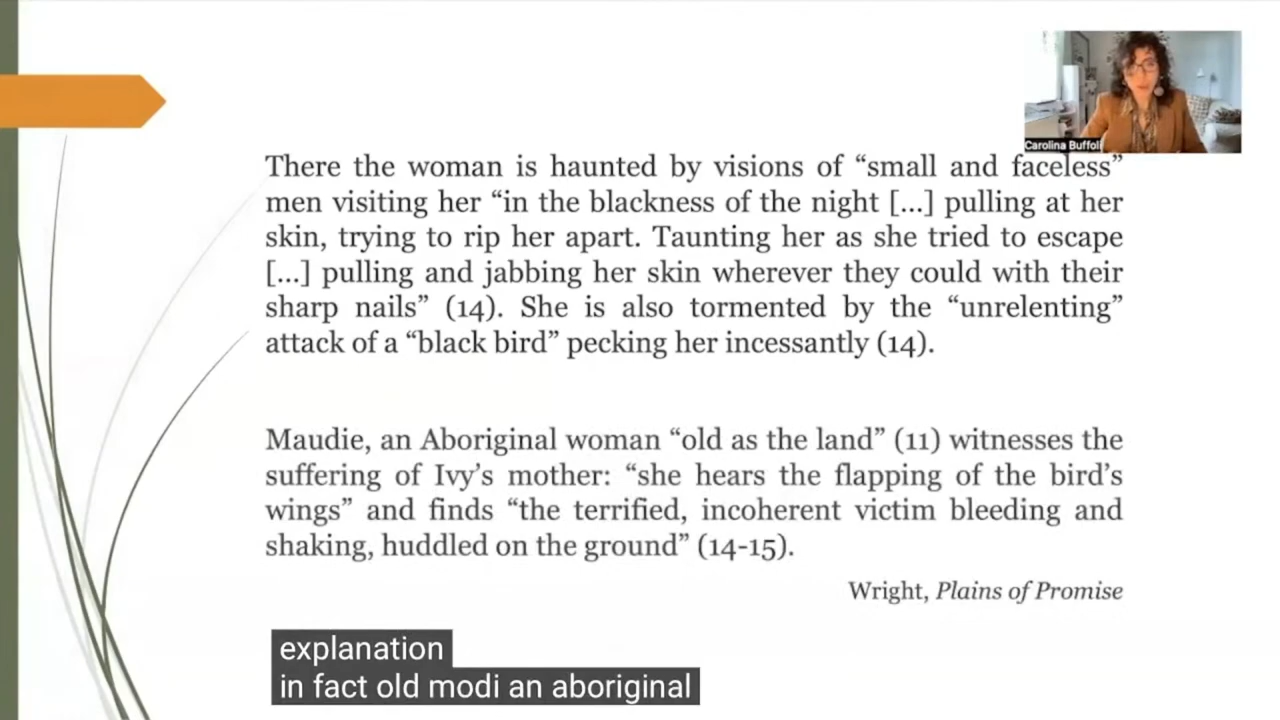 Carolina Buffoli
There the woman is haunted by visions of “small and faceless”
men visiting her “in the blackness of the night [...] pulling at her
skin, trying to rip her apart. Taunting her as she tried to escape
[...] pulling and jabbing her skin wherever they could with their
sharp nails” (14). She is also tormented by the “unrelenting”
attack of a “black bird” pecking her incessantly (14).
Maudie, an Aboriginal woman “old as the land” (11) witnesses the
suffering of Ivy’s mother: “she hears the flapping of the bird’s
wings” and finds “the terrified, incoherent victim bleeding and
shaking, huddled on the ground” (14-15).
Wright, Plains of Promise
explanation
in fact old modi an aboriginal